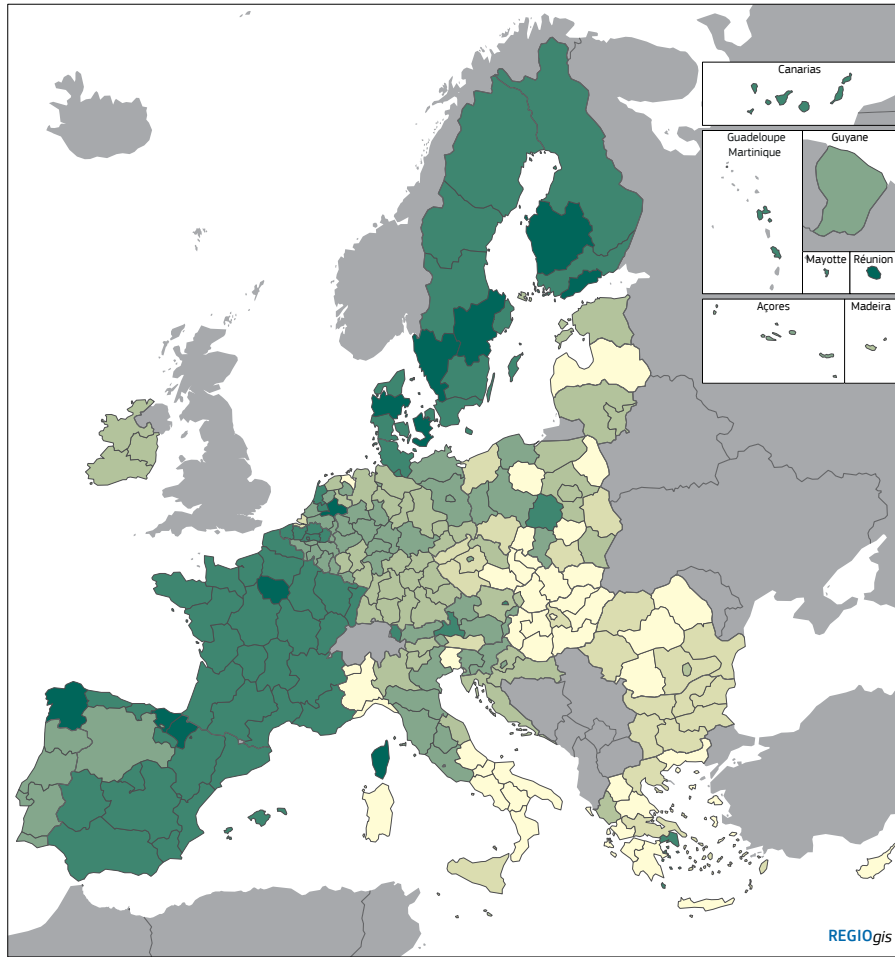 Canarias
Guadeloupe
Martinique
Guyane
Mayotte
Réunion
Açores
Madeira
REGIOgis